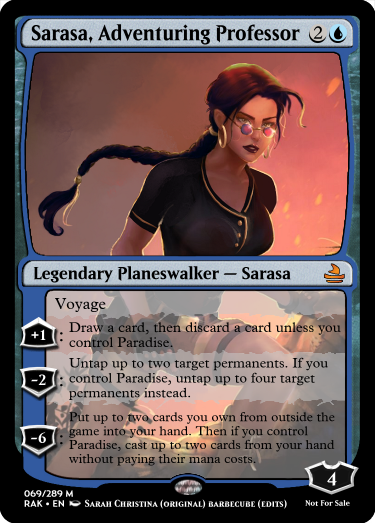 Sarasa, Adventuring Professor 2
Legendary Planeswalker — Sarasa
Voyage
+1: Draw a card, then discard a card unless you
control Paradise.
-2: Untap up to two target permanents. If you
control Paradise, untap up to four target
permanents instead.
-6: Put up to two cards you own from outside the
game into your hand. Then if you control
Paradise, cast up to two cards from your hand
without paying their mana costs.
4
069/289 M
RAK • EN Sarah Christina (original) barbecube (edits)
Not For Sale